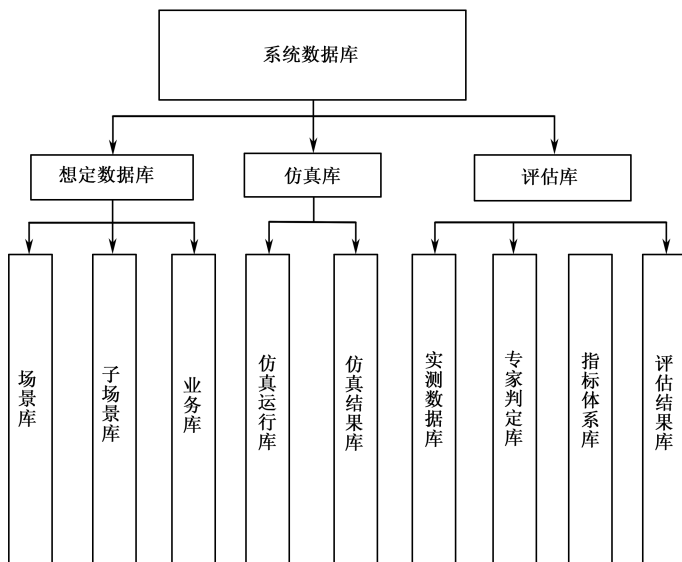 系统数据库
想定数据库
仿真库
评估库
场景库
子场景库
业务库
仿真运行库
仿真结果库
实测数据库
专家判定库
指标体系库
评估结果库